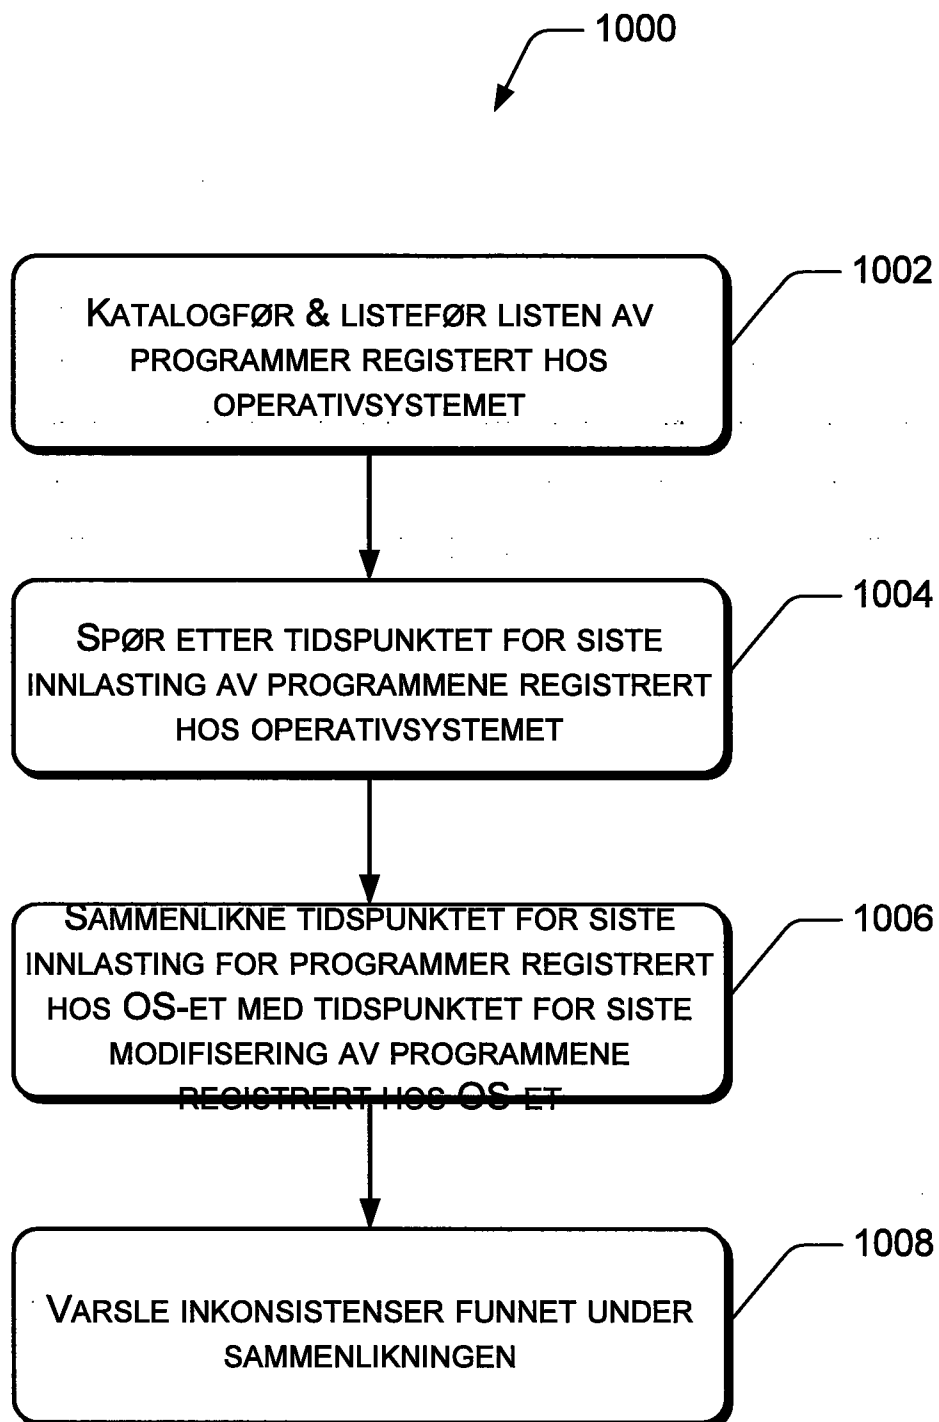 1000
1002
KATALOGFØR & LISTEFØR LISTEN AV
PROGRAMMER REGISTERT HOS
OPERATIVSYSTEMET
1004
SPØR ETTER TIDSPUNKTET FOR SISTE
INNLASTING AV PROGRAMMENE REGISTRERT
HOS OPERATIVSYSTEMET
1006
SAMMENLIKNE TIDSPUNKTET FOR SISTE
INNLASTING FOR PROGRAMMER REGISTRERT
HOS OS-ET MED TIDSPUNKTET FOR SISTE
MODIFISERING AV PROGRAMMENE
REGISTRERT HOS OS-ET
1008
VARSLE INKONSISTENSER FUNNET UNDER
SAMMENLIKNINGEN